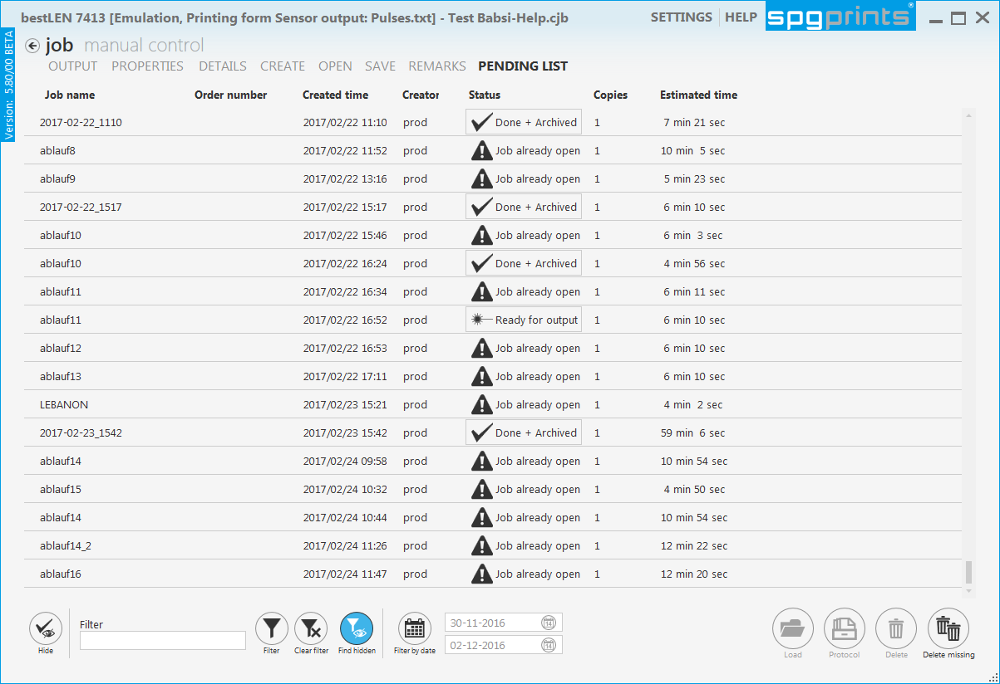 bestLEN 7413 [Emulation, Printing form Sensor output: Pulses.txt] - Test Babsi-Help.cjb SETTINGS HELP spgprints®
Version: 5.80/00 BETA
job manual control
OUTPUT PROPERTIES DETAILS CREATE OPEN SAVE REMARKS PENDING LIST
Job name Order number Created time Creator Status Copies Estimated time
2017-02-22_1110 2017/02/22 11:10 prod Done + Archived 1 7 min 21 sec
ablauf8 2017/02/22 11:52 prod Job already open 1 10 min 5 sec
ablauf9 2017/02/22 13:16 prod Job already open 1 5 min 23 sec
2017-02-22_1517 2017/02/22 15:17 prod Done + Archived 1 6 min 10 sec
ablauf10 2017/02/22 15:46 prod Job already open 1 6 min 3 sec
ablauf10 2017/02/22 16:24 prod Done + Archived 1 4 min 56 sec
ablauf11 2017/02/22 16:34 prod Job already open 1 6 min 11 sec
ablauf11 2017/02/22 16:52 prod Ready for output 1 6 min 10 sec
ablauf12 2017/02/22 16:53 prod Job already open 1 6 min 10 sec
ablauf13 2017/02/22 17:11 prod Job already open 1 6 min 10 sec
LEBANON 2017/02/23 15:21 prod Job already open 1 4 min 2 sec
2017-02-23_1542 2017/02/23 15:42 prod Done + Archived 1 59 min 6 sec
ablauf14 2017/02/24 09:58 prod Job already open 1 10 min 54 sec
ablauf15 2017/02/24 10:32 prod Job already open 1 4 min 50 sec
ablauf14 2017/02/24 10:44 prod Job already open 1 10 min 54 sec
ablauf14_2 2017/02/24 11:26 prod Job already open 1 12 min 22 sec
ablauf16 2017/02/24 11:47 prod Job already open 1 12 min 20 sec
Filter
30-11-2016 14
02-12-2016 14
Hide Filter Clear filter Find hidden Filter by date Load Protocol Delete Delete missing